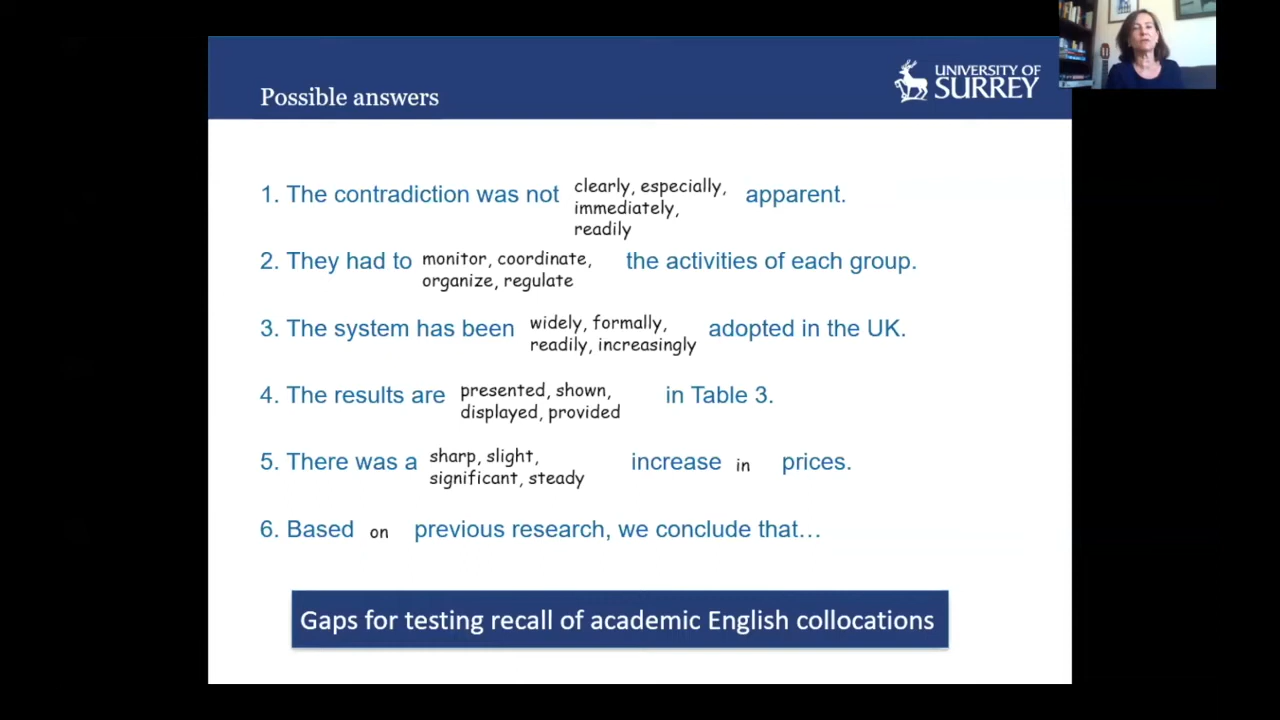 Possible answers
UNIVERSITY OF
SURREY
1. The contradiction was not clearly, especially, apparent.
immediately,
readily
2. They had to monitor, coordinate, the activities of each group.
organize, regulate
3. The system has been widely, formally, adopted in the UK.
readily, increasingly
4. The results are presented, shown, in Table 3.
displayed, provided
5. There was a sharp, slight, increase in prices.
significant, steady
6. Based on previous research, we conclude that…
Gaps for testing recall of academic English collocations